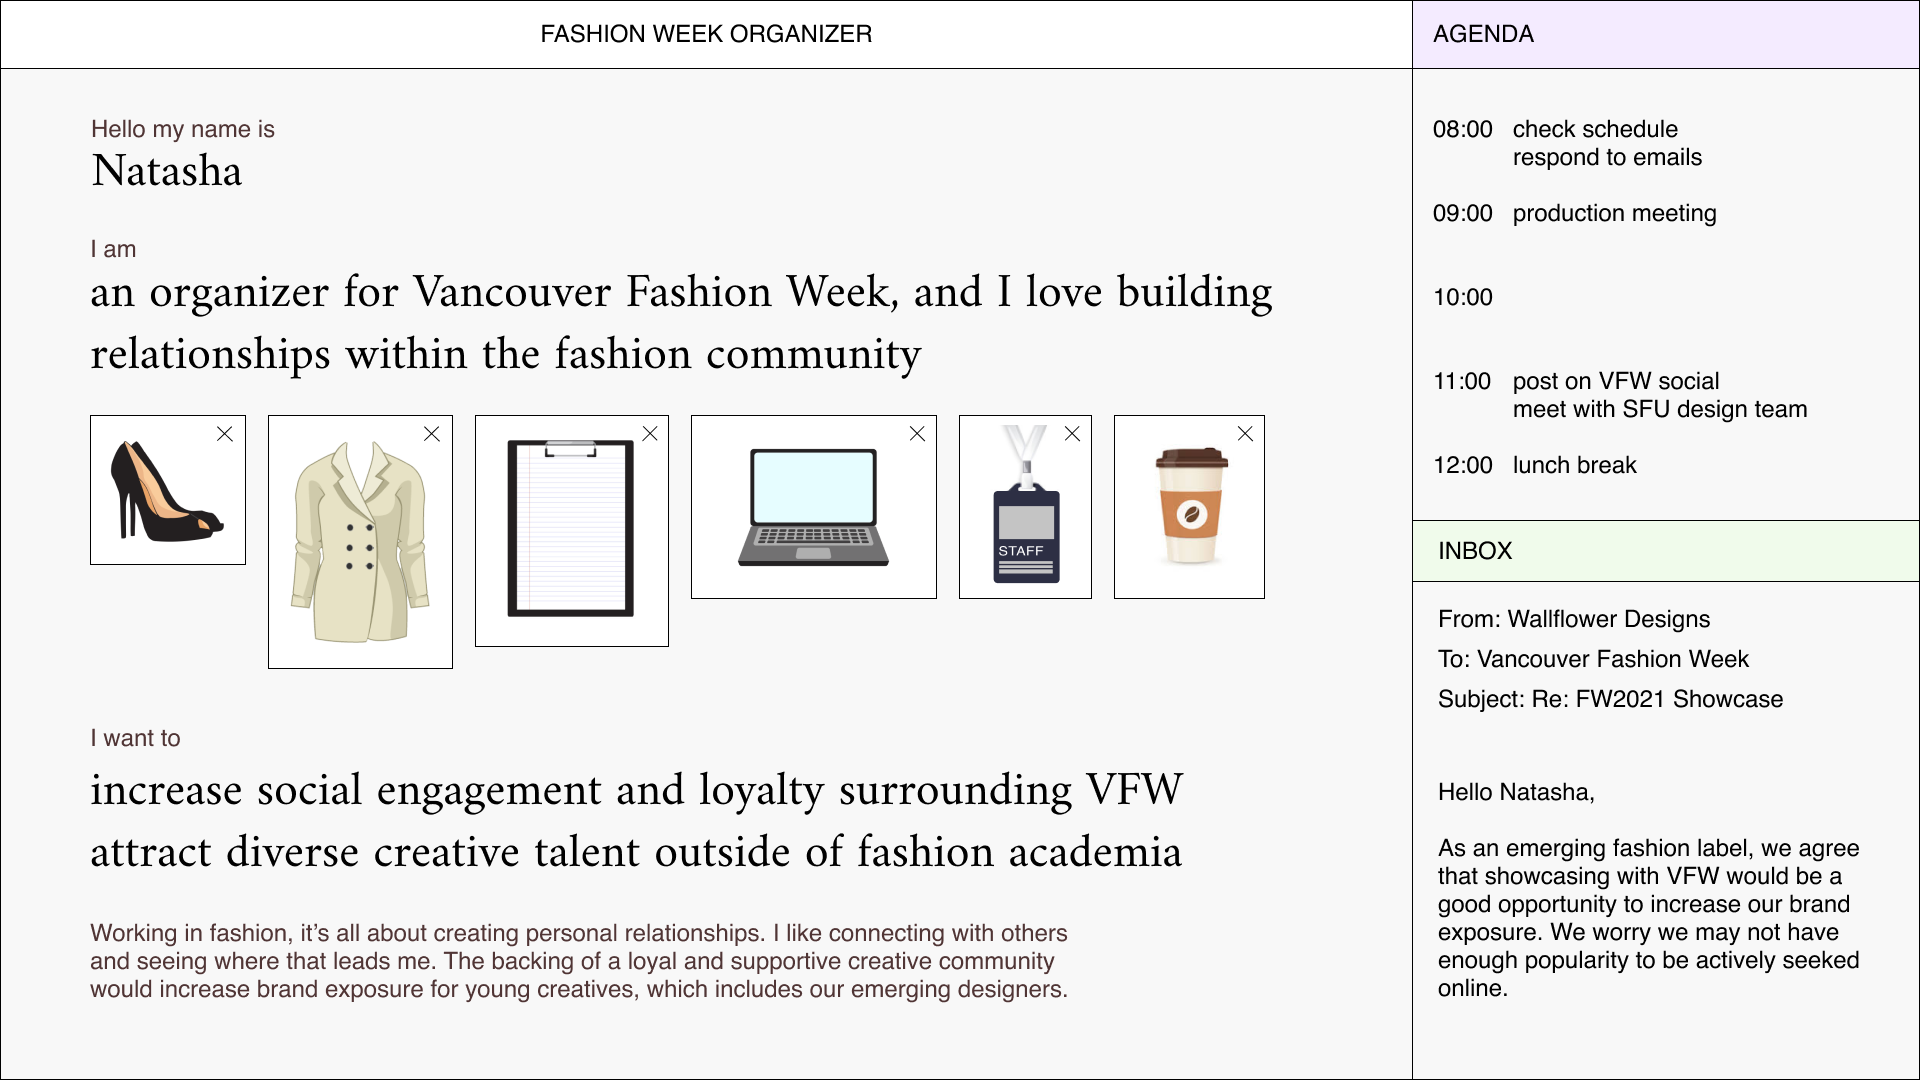 FASHION WEEK ORGANIZER
Hello my name is
Natasha
I am
an organizer for Vancouver Fashion Week, and I love building
relationships within the fashion community
STAFF
I want to
increase social engagement and loyalty surrounding VFW
attract diverse creative talent outside of fashion academia
Working in fashion, it’s all about creating personal relationships. I like connecting with others
and seeing where that leads me. The backing of a loyal and supportive creative community
would increase brand exposure for young creatives, which includes our emerging designers.
AGENDA
08:00 check schedule
respond to emails
09:00 production meeting
10:00
11:00 post on VFW social
meet with SFU design team
12:00 lunch break
INBOX
From: Wallflower Designs
To: Vancouver Fashion Week
Subject: Re: FW2021 Showcase
Hello Natasha,
As an emerging fashion label, we agree
that showcasing with VFW would be a
good opportunity to increase our brand
exposure. We worry we may not have
enough popularity to be actively seeked
online.